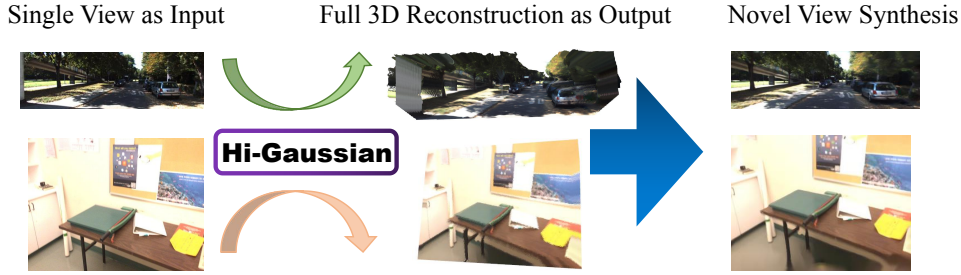 Single View as Input
Full 3D Reconstruction as Output
Novel View Synthesis
Hi-Gaussian